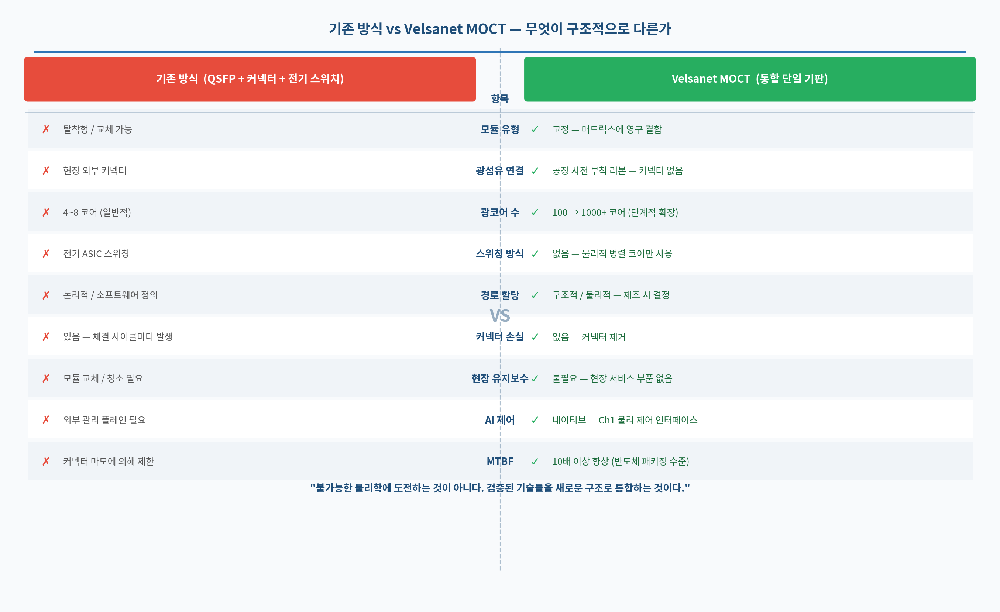 기존 방식 vs Velsanet MOCT — 무엇이 구조적으로 다른가
기존 방식 (QSFP + 커넥터 + 전기 스위치)
항목
Velsanet MOCT (통합 단일 기판)
✗ 탈착형 / 교체 가능 모듈 유형 ✓ 고정 — 매트릭스에 영구 결합
✗ 현장 외부 커넥터 광섬유 연결 ✓ 공장 사전 부착 리본 — 커넥터 없음
✗ 4~8 코어 (일반적) 광코어 수 ✓ 100 → 1000+ 코어 (단계적 확장)
✗ 전기 ASIC 스위칭 스위칭 방식 ✓ 없음 — 물리적 병렬 코어만 사용
✗ 논리적 / 소프트웨어 정의 경로 할당 ✓ 구조적 / 물리적 — 제조 시 결정
VS
✗ 있음 — 체결 사이클마다 발생 커넥터 손실 ✓ 없음 — 커넥터 제거
✗ 모듈 교체 / 청소 필요 현장 유지보수 ✓ 불필요 — 현장 서비스 부품 없음
✗ 외부 관리 플레인 필요 AI 제어 ✓ 네이티브 — Ch1 물리 제어 인터페이스
✗ 커넥터 마모에 의해 제한 MTBF ✓ 10배 이상 향상 (반도체 패키징 수준)
"불가능한 물리학에 도전하는 것이 아니다. 검증된 기술들을 새로운 구조로 통합하는 것이다."